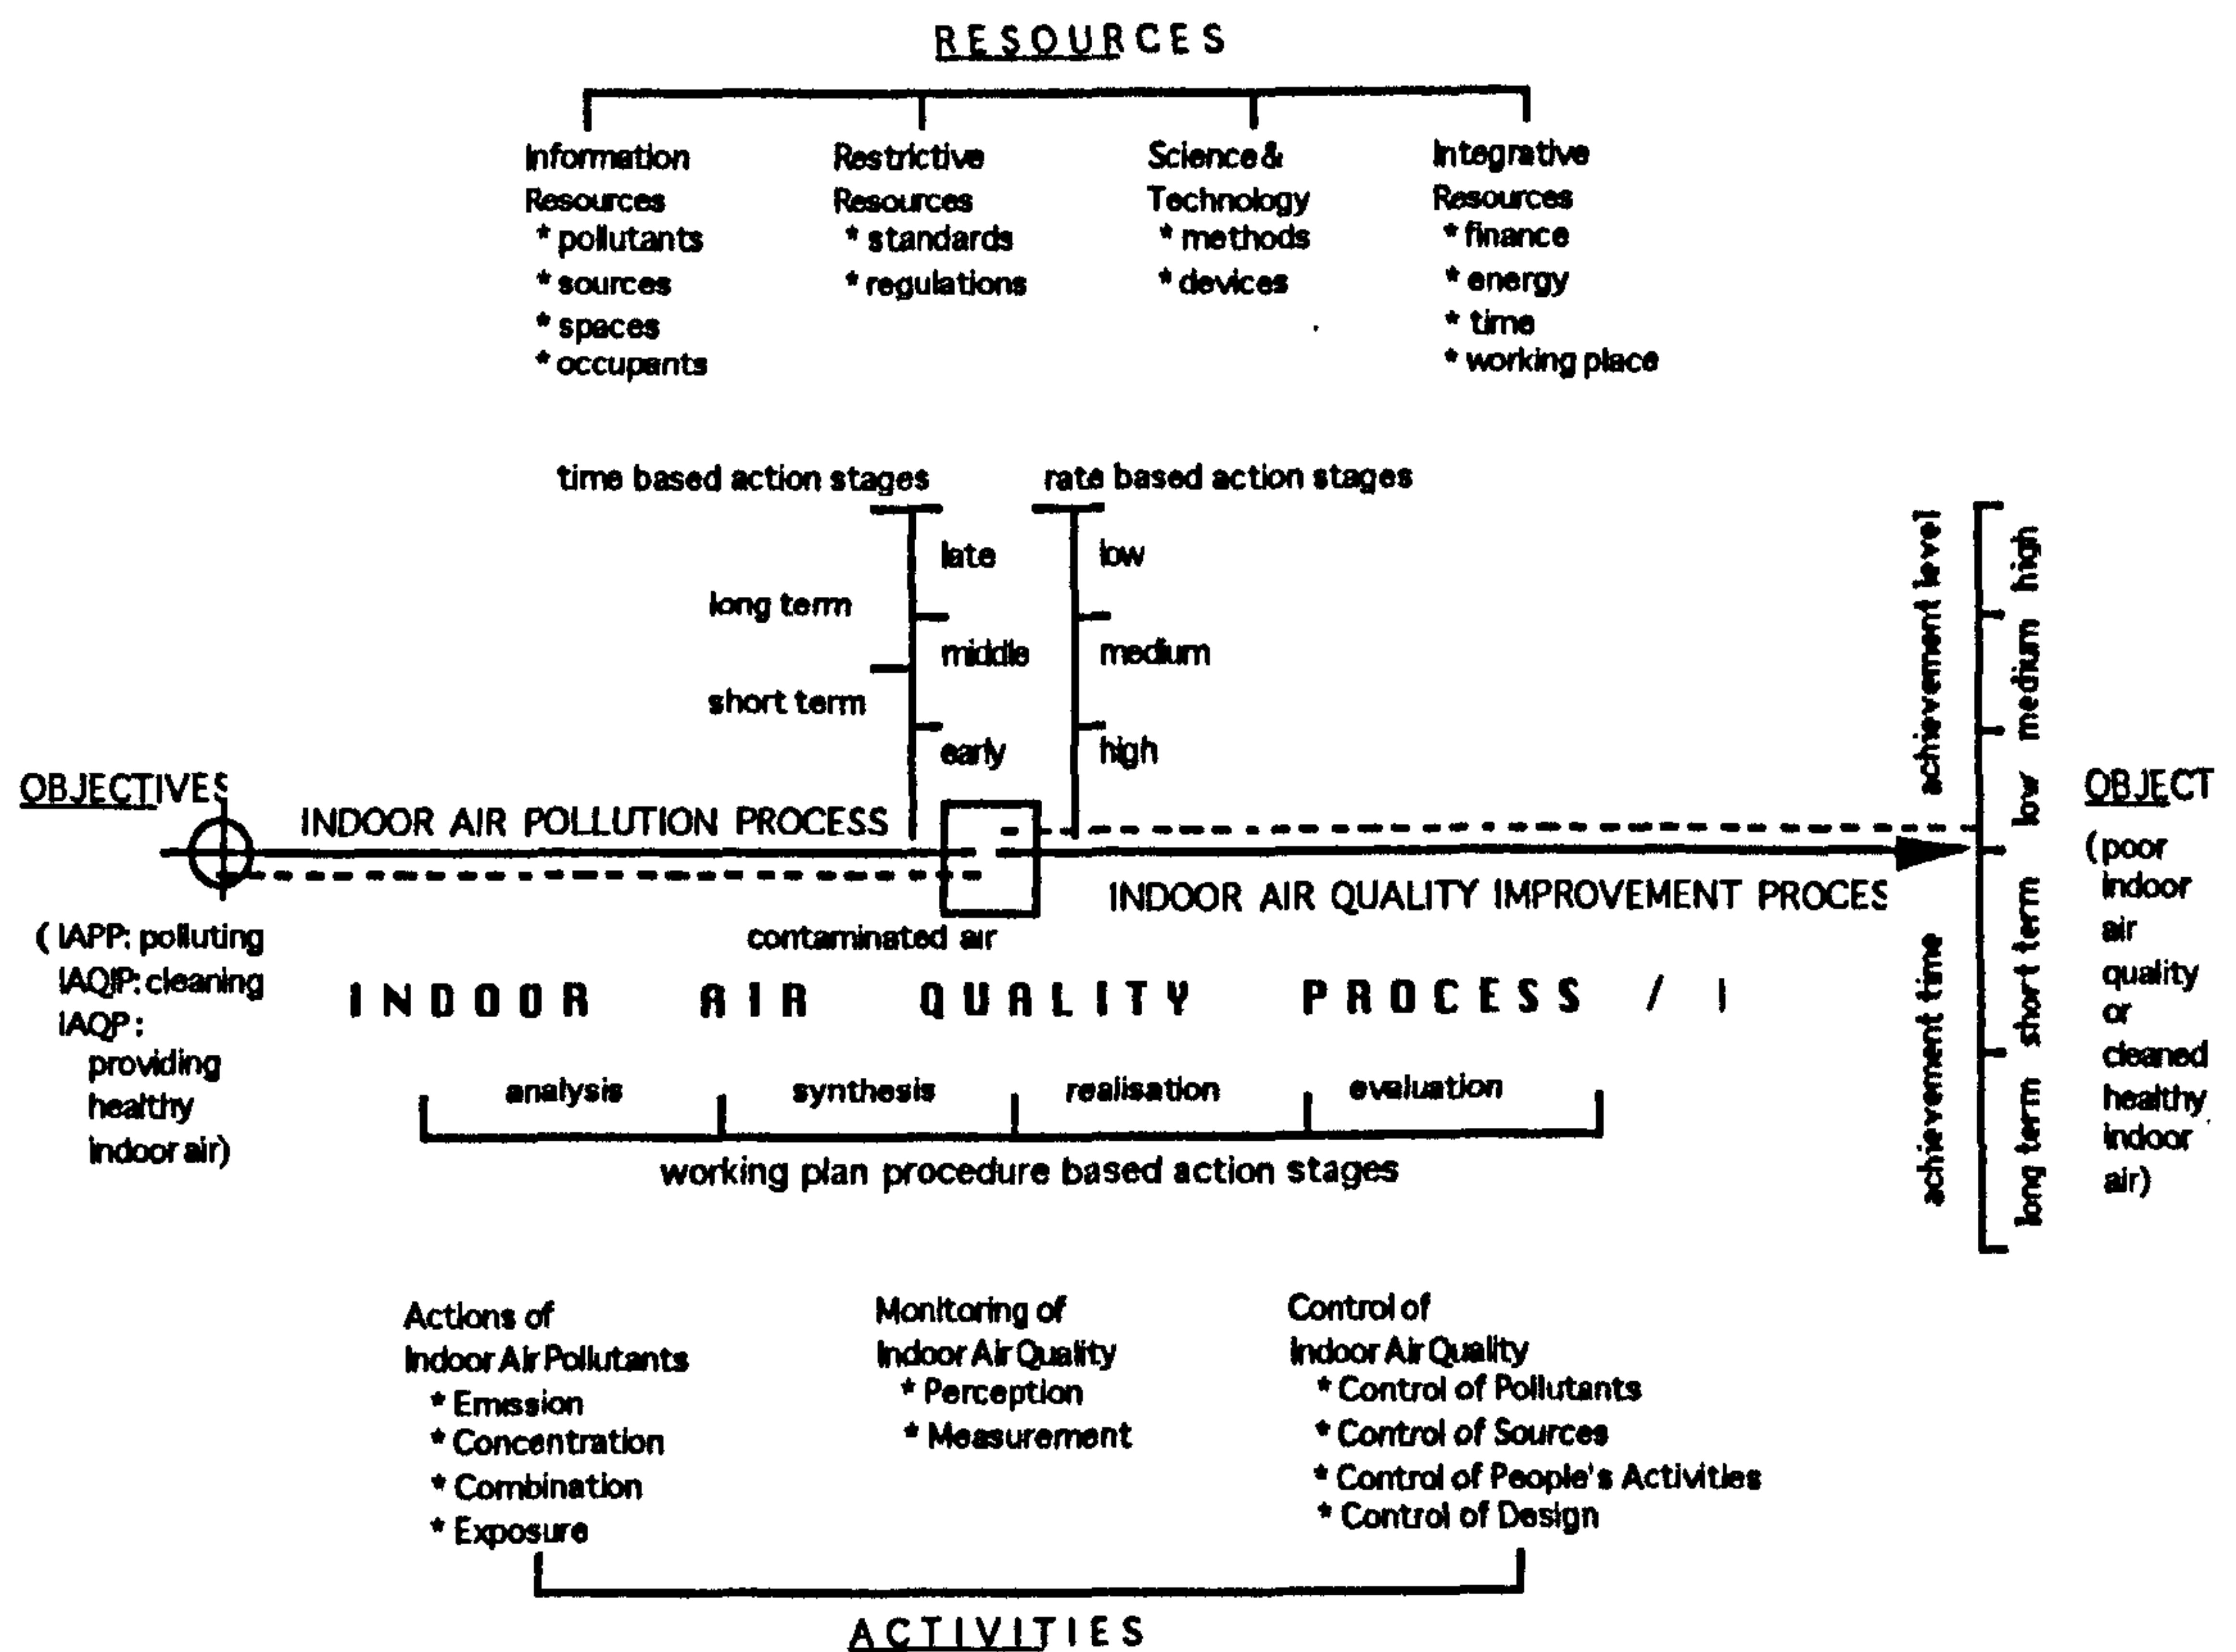 RESOURCES
Information
Resources
* pollutants
* sources
* spaces
* occupants
Restrictive
Resources
* standards
* regulations
Science &
Technology
* methods
* devices
Integrative
Resources
* finance
* energy
* time
* working place
time based action stages
late
long term
middle
short term
early
rate based action stages
low
medium
high
OBJECTIVES
INDOOR AIR POLLUTION PROCESS
contaminated air
INDOOR AIR QUALITY IMPROVEMENT PROCES
( IAPP: polluting
IAQIP: cleaning
IAQP :
providing
healthy
indoor air)
INDOOR AIR QUALITY PROCESS / I
analysis
synthesis
realisation
evaluation
working plan procedure based action stages
achievement level
high
medium
low
achievement time
short term
long term
OBJECT
( poor
indoor
air
quality
or
cleaned
healthy
indoor
air)
Actions of
Indoor Air Pollutants
* Emission
* Concentration
* Combination
* Exposure
Monitoring of
Indoor Air Quality
* Perception
* Measurement
Control of
Indoor Air Quality
* Control of Pollutants
* Control of Sources
* Control of People's Activities
* Control of Design
ACTIVITIES